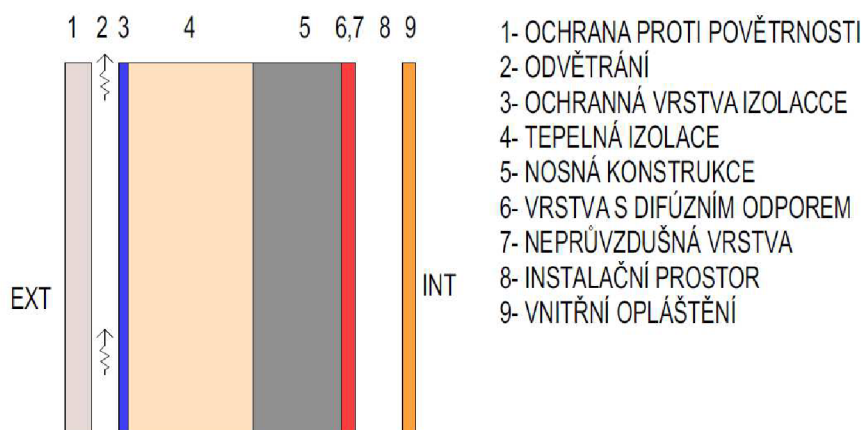 1 2 3 4 5 6,7 8 9
EXT
INT
1- OCHRANA PROTI POVĚTRNOSTI
2- ODVĚTRÁNÍ
3- OCHRANNÁ VRSTVA IZOLACCE
4- TEPELNÁ IZOLACE
5- NOSNÁ KONSTRUKCE
6- VRSTVA S DIFÚZNÍM ODPOREM
7- NEPRŮVZDUŠNÁ VRSTVA
8- INSTALAČNÍ PROSTOR
9- VNITŘNÍ OPLÁŠTĚNÍ